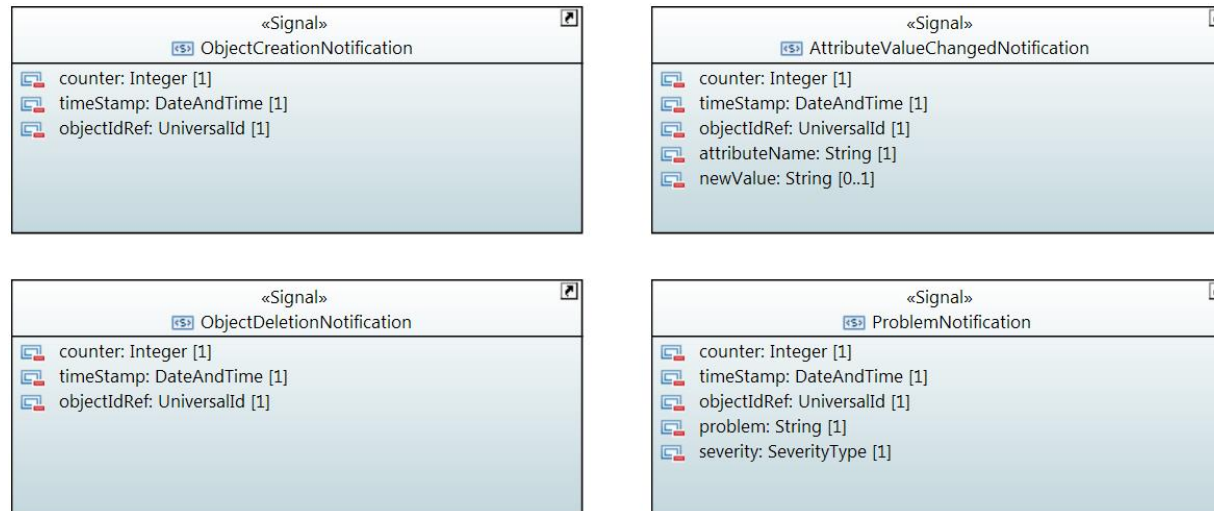 «Signal»
ObjectCreationNotification
counter: Integer [1]
timeStamp: DateAndTime [1]
objectIdRef: UniversalId [1]
«Signal»
AttributeValueChangedNotification
counter: Integer [1]
timeStamp: DateAndTime [1]
objectIdRef: UniversalId [1]
attributeName: String [1]
newValue: String [0..1]
«Signal»
ObjectDeletionNotification
counter: Integer [1]
timeStamp: DateAndTime [1]
objectIdRef: UniversalId [1]
«Signal»
ProblemNotification
counter: Integer [1]
timeStamp: DateAndTime [1]
objectIdRef: UniversalId [1]
problem: String [1]
severity: SeverityType [1]